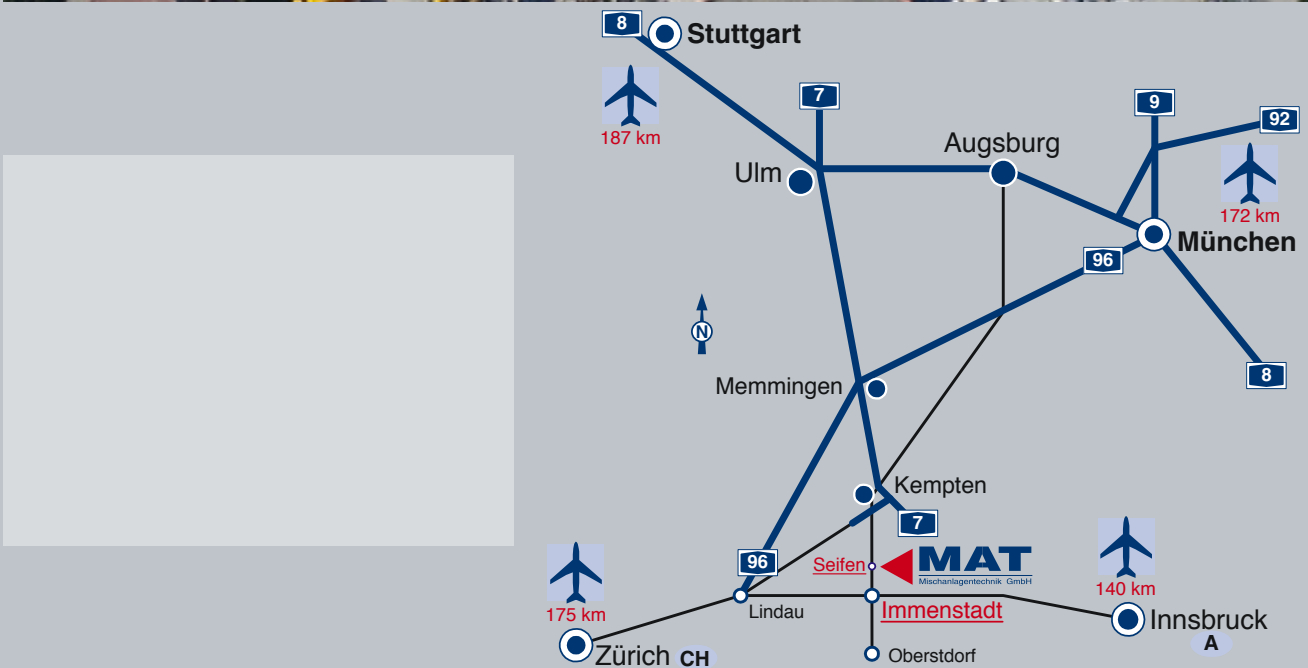 8
Stuttgart
187 km
7
9
92
Augsburg
Ulm
172 km
München
96
N
8
Memmingen
Kempten
7
96
Seifen
MAT
Mischanlagentechnik GmbH
175 km
140 km
Lindau
Immenstadt
Innsbruck
A
Zürich CH
Oberstdorf